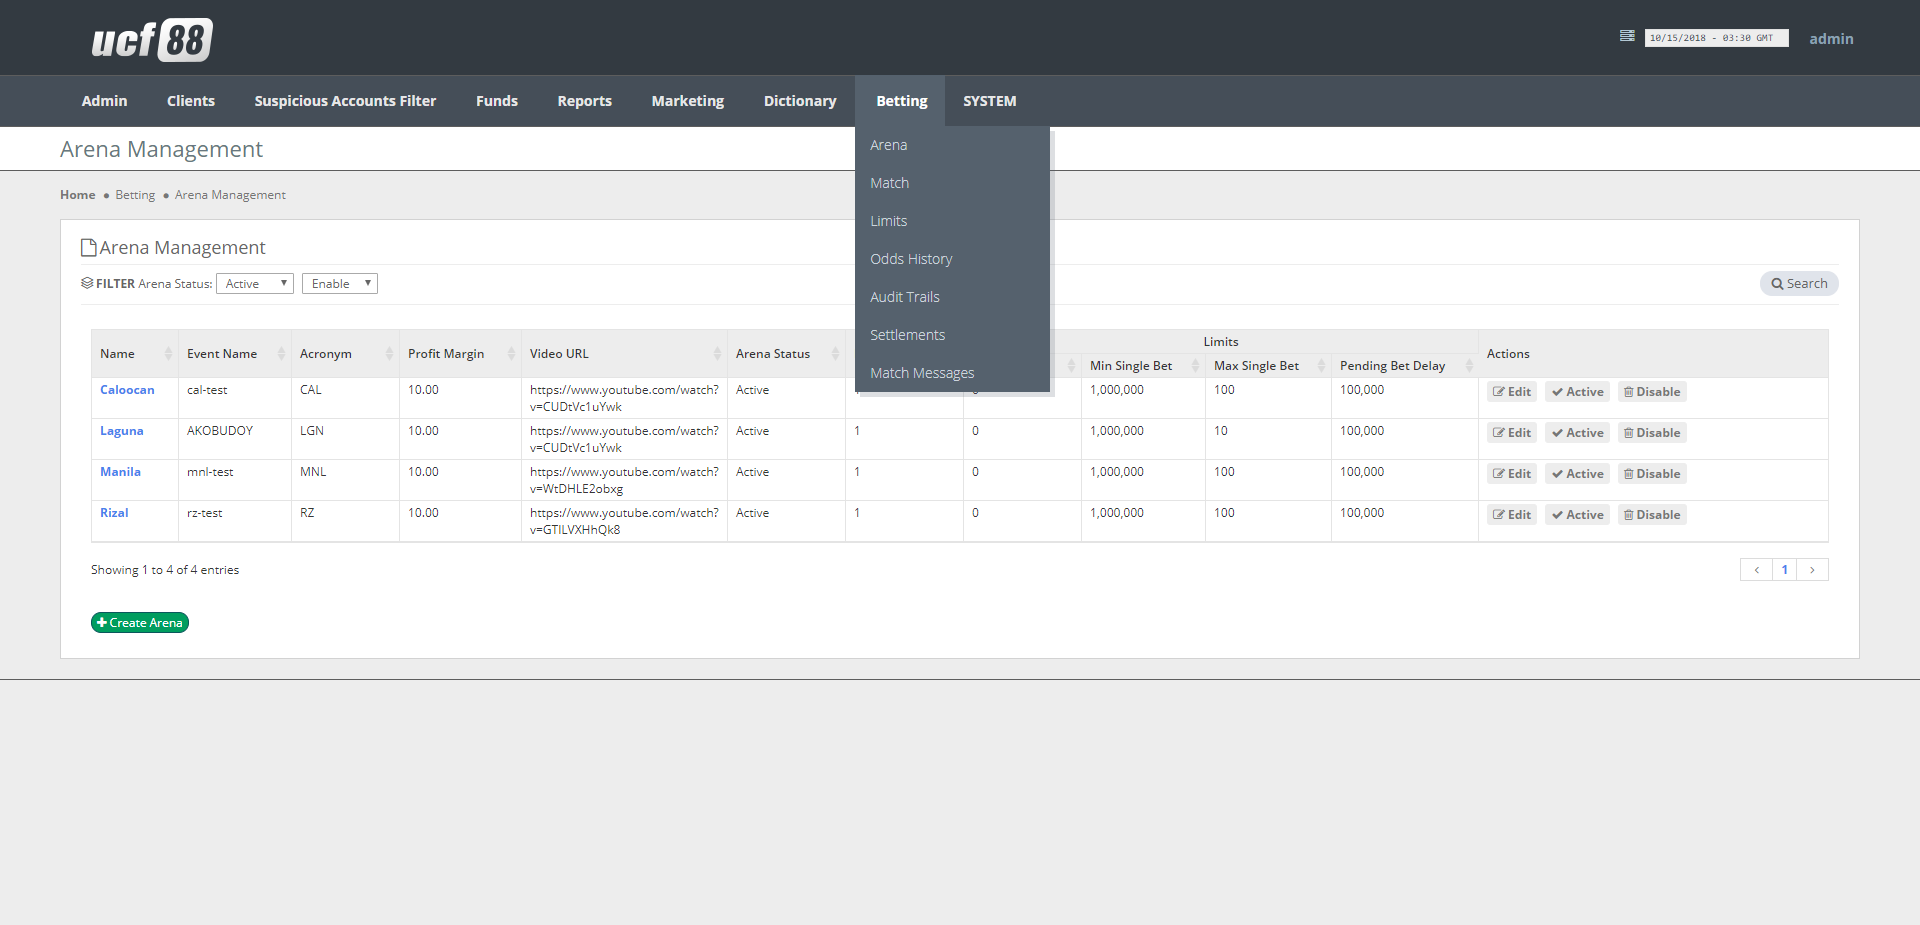 ucf 88
10/15/2018 - 03:30 GMT
admin
Admin Clients Suspicious Accounts Filter Funds Reports Marketing Dictionary Betting SYSTEM
Arena
Match
Limits
Odds History
Audit Trails
Settlements
Match Messages
Arena Management
Home • Betting • Arena Management
Arena Management
FILTER Arena Status: Active Enable Search
Limits
Name Event Name Acronym Profit Margin Video URL Arena Status Min Single Bet Max Single Bet Pending Bet Delay Actions
Caloocan cal-test CAL 10.00 https://www.youtube.com/watch? Active 1,000,000 100 100,000 Edit Active Disable
v=CUDtVc1uYwk
Laguna AKOBUDOY LGN 10.00 https://www.youtube.com/watch? Active 1 0 1,000,000 10 100,000 Edit Active Disable
v=CUDtVc1uYwk
Manila mnl-test MNL 10.00 https://www.youtube.com/watch? Active 1 0 1,000,000 100 100,000 Edit Active Disable
v=WtDHLE2obxg
Rizal rz-test RZ 10.00 https://www.youtube.com/watch? Active 1 0 1,000,000 100 100,000 Edit Active Disable
v=GTlLVXHhQk8
Showing 1 to 4 of 4 entries
‹ 1 ›
Create Arena